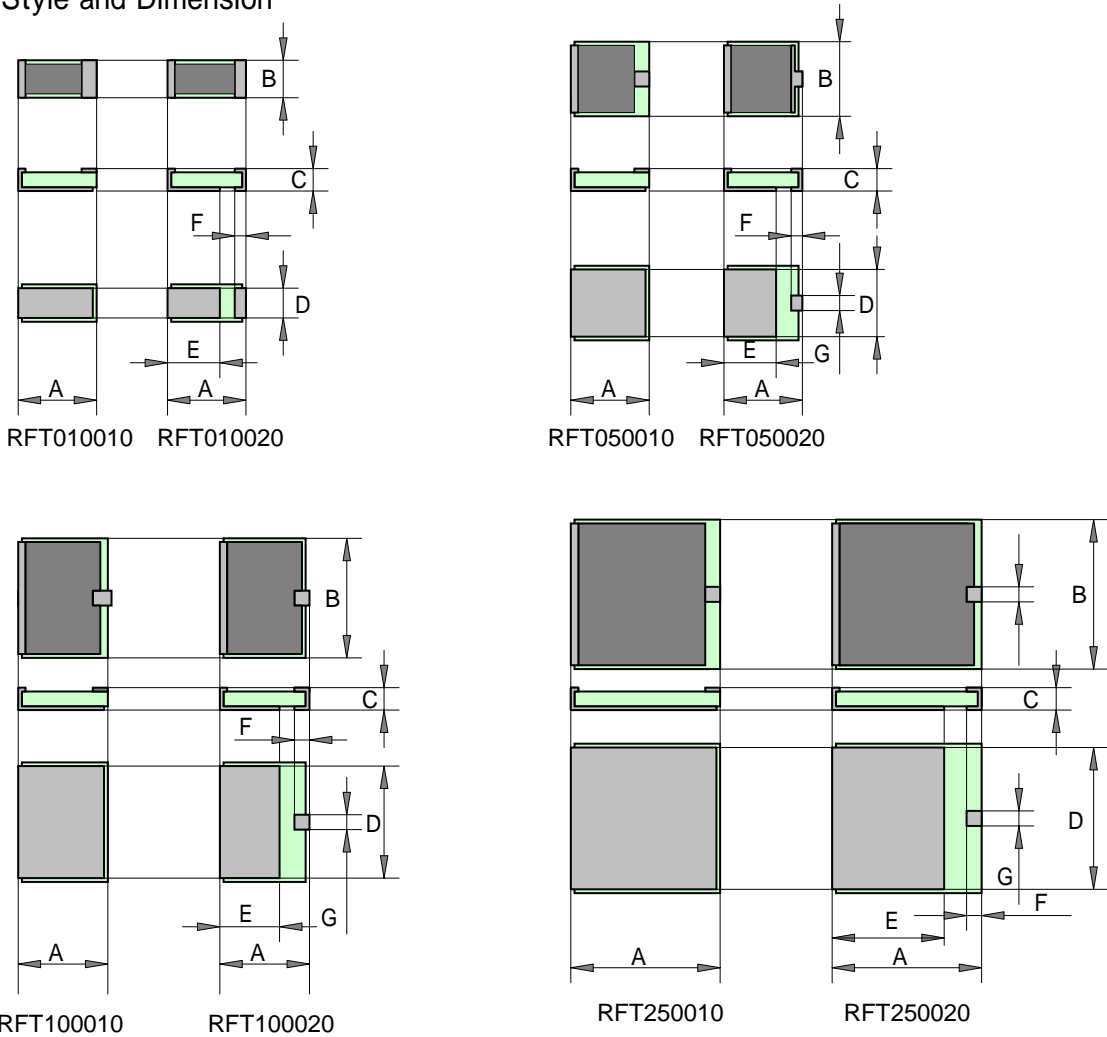 Style and Dimension
B
C
F
D
E
A
A
RFT010010 RFT010020
B
C
F
D
E
G
A
A
RFT050010 RFT050020
B
C
F
D
E
G
A
A
RFT100010 RFT100020
B
C
D
G
F
E
A
A
RFT250010 RFT250020